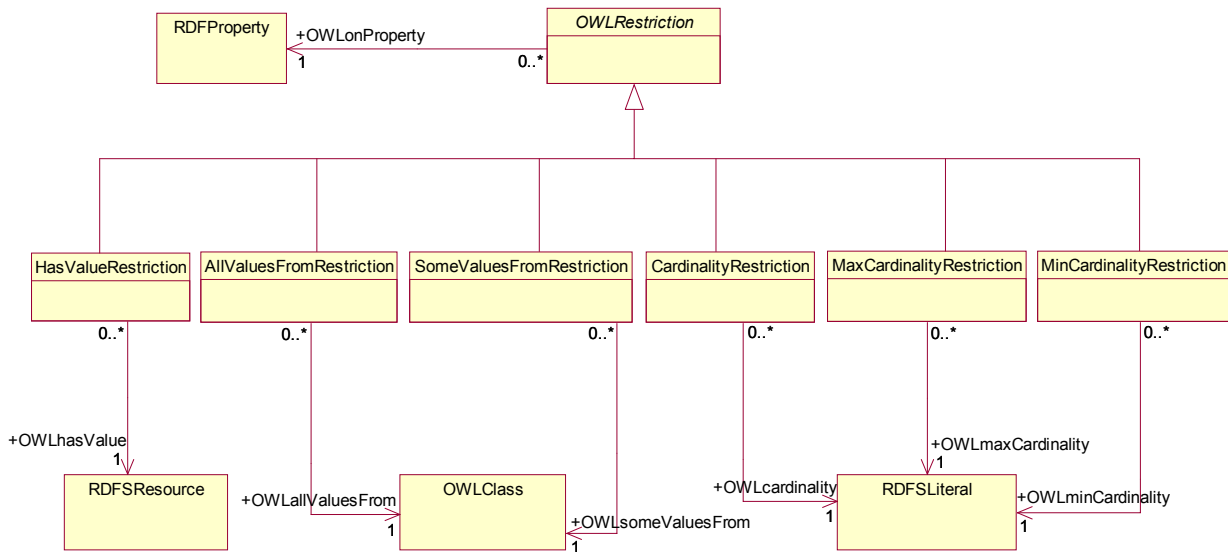 RDFProperty
OWLRestriction
+OWLonProperty
1
0..*
HasValueRestriction
AllValuesFromRestriction
SomeValuesFromRestriction
CardinalityRestriction
MaxCardinalityRestriction
MinCardinalityRestriction
0..*
0..*
0..*
0..*
0..*
0..*
+OWLhasValue
1
+OWLmaxCardinality
1
RDFSResource
OWLClass
RDFSLiteral
+OWLallValuesFrom
1
+OWLcardinality
1
+OWLminCardinality
1
+OWLsomeValuesFrom
1